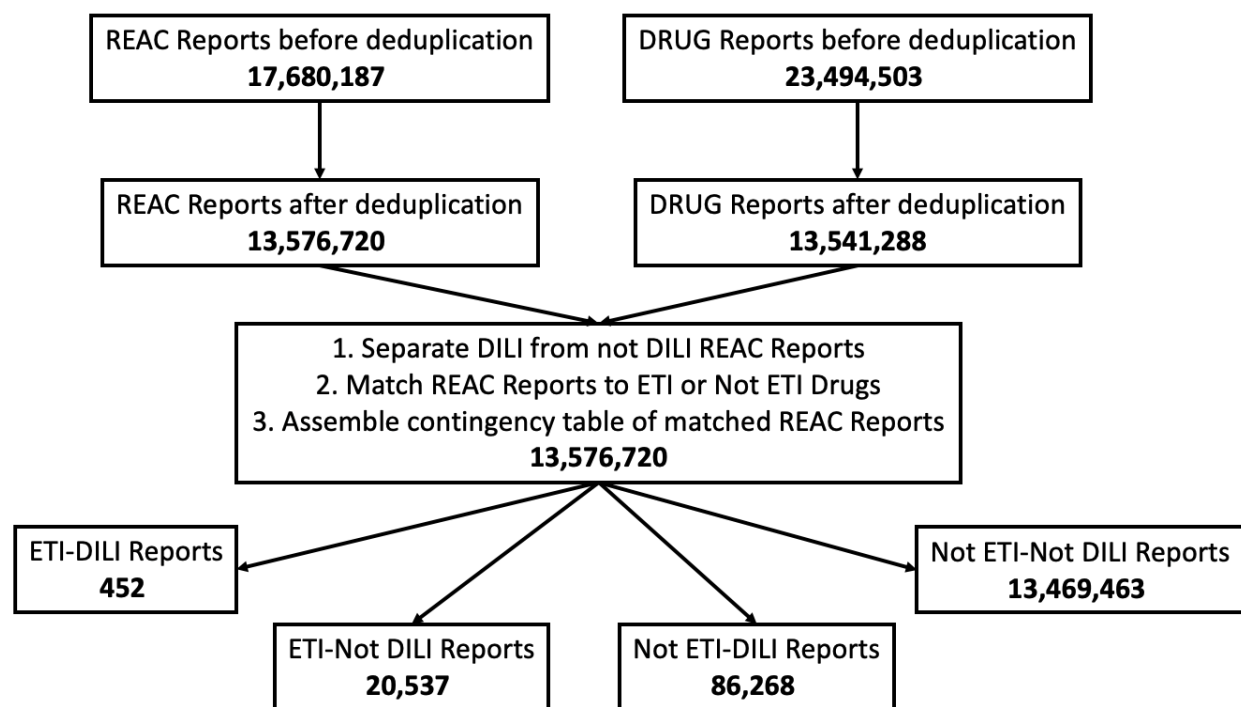 REAC Reports before deduplication
17,680,187
DRUG Reports before deduplication
23,494,503
REAC Reports after deduplication
13,576,720
DRUG Reports after deduplication
13,541,288
1. Separate DILI from not DILI REAC Reports
2. Match REAC Reports to ETI or Not ETI Drugs
3. Assemble contingency table of matched REAC Reports
13,576,720
ETI-DILI Reports
452
ETI-Not DILI Reports
20,537
Not ETI-DILI Reports
86,268
Not ETI-Not DILI Reports
13,469,463